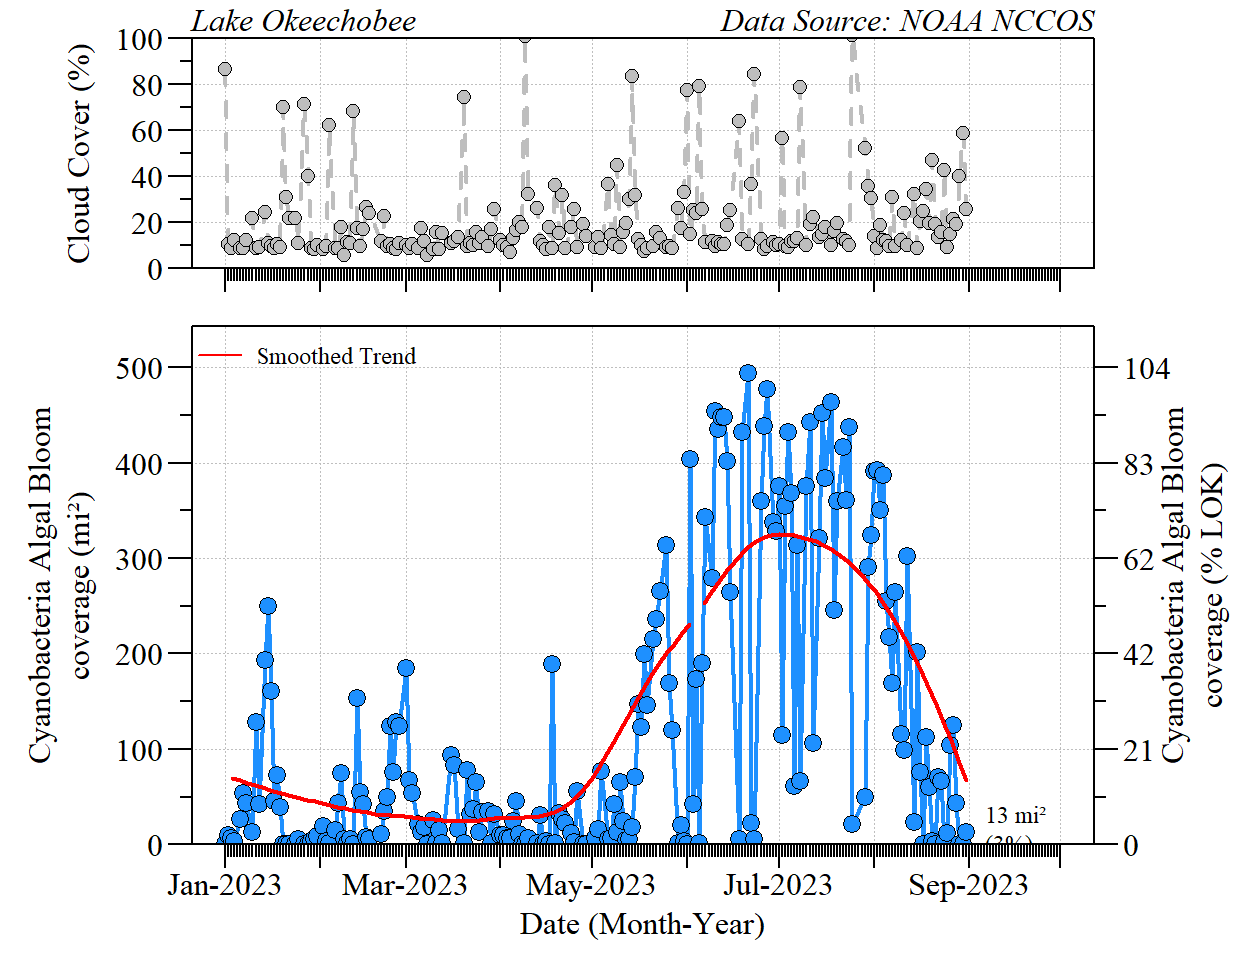 Lake Okeechobee
Data Source: NOAA NCCOS
Cloud Cover (%)
100
80
60
40
20
0
Smoothed Trend
Cyanobacteria Algal Bloom
coverage (mi²)
500
400
300
200
100
0
104
83
62
42
21
0
Cyanobacteria Algal Bloom
coverage (% LOK)
13 mi²
(3%)
Jan-2023
Mar-2023
May-2023
Jul-2023
Sep-2023
Date (Month-Year)